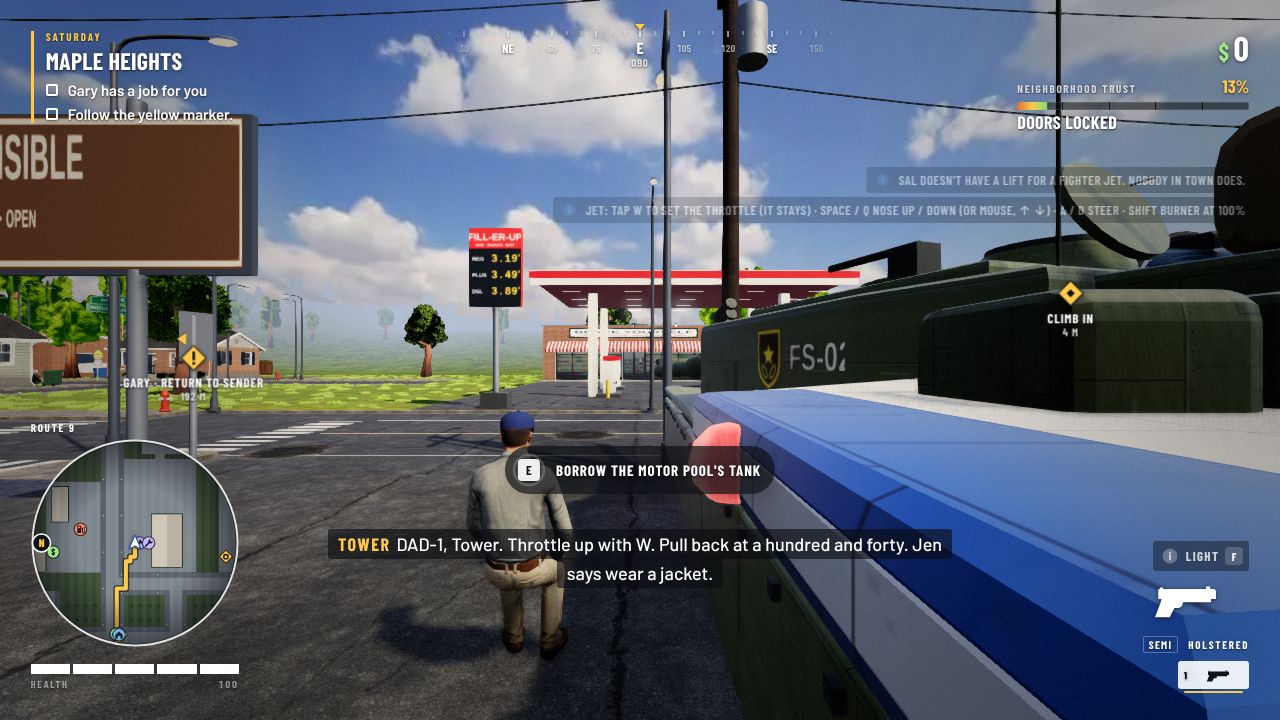 SATURDAY
MAPLE HEIGHTS
Gary has a job for you
Follow the yellow marker.
30 NE 60 75 E 105 120 SE 150
090
$ 0
NEIGHBORHOOD TRUST 13%
DOORS LOCKED
SAL DOESN'T HAVE A LIFT FOR A FIGHTER JET. NOBODY IN TOWN DOES.
JET: TAP W TO SET THE THROTTLE (IT STAYS) · SPACE / Q NOSE UP / DOWN (OR MOUSE, ↑ ↓) · A / D STEER · SHIFT BURNER AT 100%
OPEN
FILL-ER-UP
REG 3.19
PLUS 3.49
DSL 3.89
FS-02
CLIMB IN
4 M
GARY · RETURN TO SENDER
192 M
ROUTE 9
N
$
E BORROW THE MOTOR POOL'S TANK
TOWER DAD-1, Tower. Throttle up with W. Pull back at a hundred and forty. Jen
says wear a jacket.
i LIGHT F
SEMI HOLSTERED
1
HEALTH 100